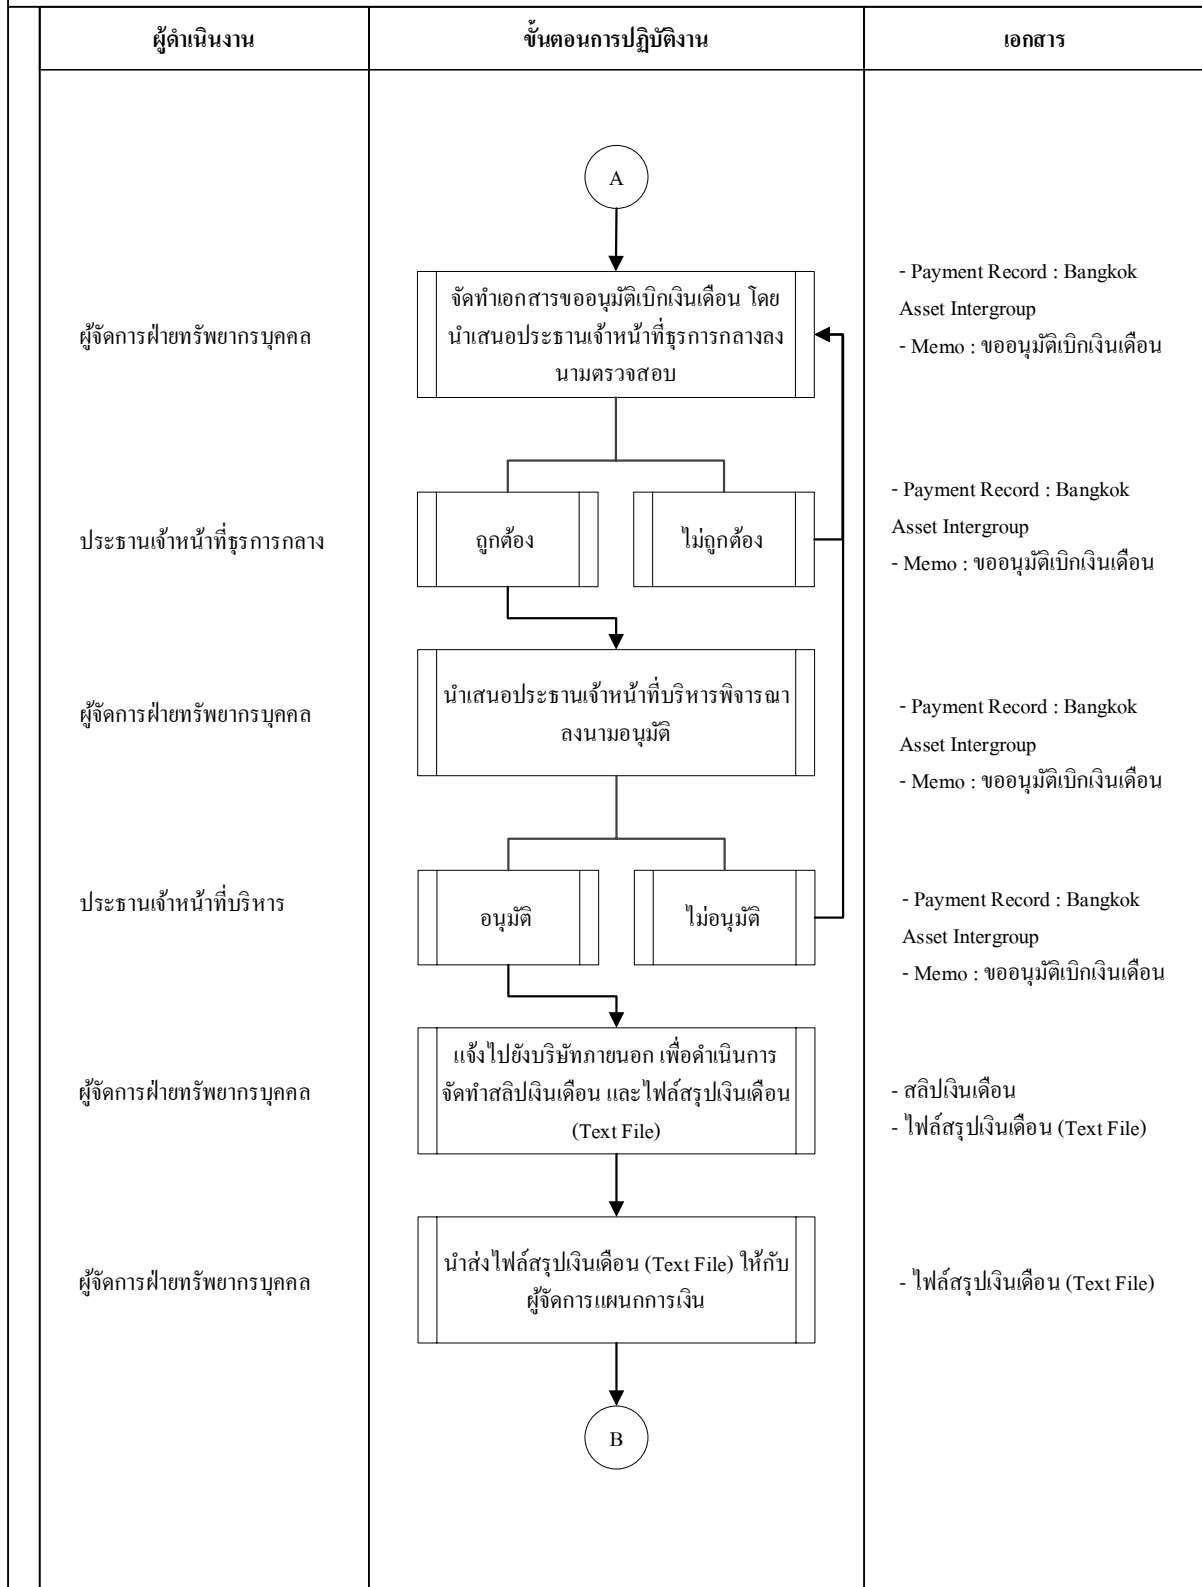 ผู้ดำเนินงาน
ขั้นตอนการปฏิบัติงาน
เอกสาร
A
ผู้จัดการฝ่ายทรัพยากรบุคคล
จัดทำเอกสารขออนุมัติเบิกเงินเดือน โดย
นำเสนอประธานเจ้าหน้าที่ธุรการกลางลง
นามตรวจสอบ
- Payment Record : Bangkok
Asset Intergroup
- Memo : ขออนุมัติเบิกเงินเดือน
ประธานเจ้าหน้าที่ธุรการกลาง
ถูกต้อง
ไม่ถูกต้อง
- Payment Record : Bangkok
Asset Intergroup
- Memo : ขออนุมัติเบิกเงินเดือน
ผู้จัดการฝ่ายทรัพยากรบุคคล
นำเสนอประธานเจ้าหน้าที่บริหารพิจารณา
ลงนามอนุมัติ
- Payment Record : Bangkok
Asset Intergroup
- Memo : ขออนุมัติเบิกเงินเดือน
ประธานเจ้าหน้าที่บริหาร
อนุมัติ
ไม่อนุมัติ
- Payment Record : Bangkok
Asset Intergroup
- Memo : ขออนุมัติเบิกเงินเดือน
ผู้จัดการฝ่ายทรัพยากรบุคคล
แจ้งไปยังบริษัทภายนอก เพื่อดำเนินการ
จัดทำสลิปเงินเดือน และไฟล์สรุปเงินเดือน
(Text File)
- สลิปเงินเดือน
- ไฟล์สรุปเงินเดือน (Text File)
ผู้จัดการฝ่ายทรัพยากรบุคคล
นำส่งไฟล์สรุปเงินเดือน (Text File) ให้กับ
ผู้จัดการแผนกการเงิน
- ไฟล์สรุปเงินเดือน (Text File)
B